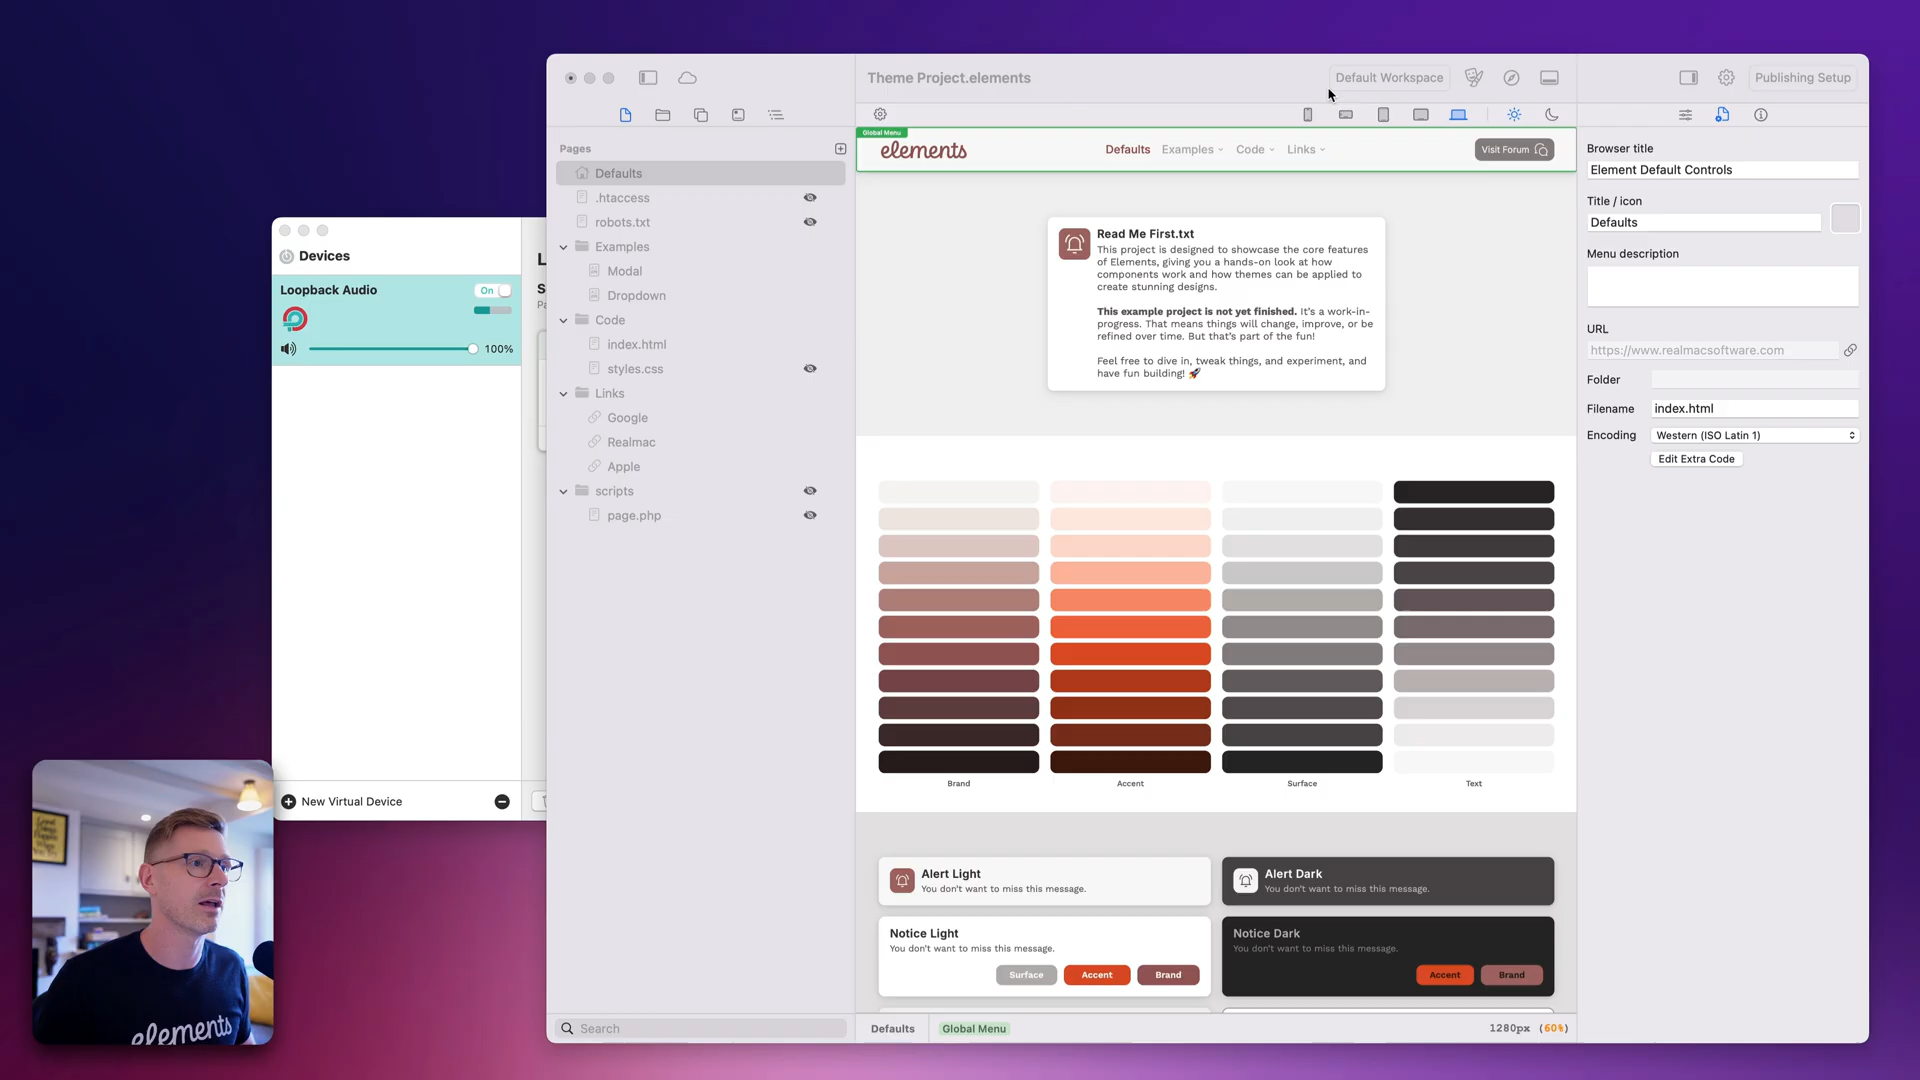 Theme Project.elements
Default Workspace
Publishing Setup
Pages
Defaults
.htaccess
robots.txt
Examples
Modal
Dropdown
Code
index.html
styles.css
Links
Google
Realmac
Apple
scripts
page.php
Search
Global Menu
elements
Defaults
Examples
Code
Links
Visit Forum
Read Me First.txt
This project is designed to showcase the core features
of Elements, giving you a hands-on look at how
components work and how themes can be applied to
create stunning designs.
This example project is not yet finished. It's a work-in-
progress. That means things will change, improve, or be
refined over time. But that's part of the fun!
Feel free to dive in, tweak things, and experiment, and
have fun building! 🚀
Brand
Accent
Surface
Text
Alert Light
You don't want to miss this message.
Alert Dark
You don't want to miss this message.
Notice Light
You don't want to miss this message.
Surface
Accent
Brand
Notice Dark
You don't want to miss this message.
Accent
Brand
Defaults
Global Menu
1280px (60%)
Browser title
Element Default Controls
Title / icon
Defaults
Menu description
URL
https://www.realmacsoftware.com
Folder
Filename
index.html
Encoding
Western (ISO Latin 1)
Edit Extra Code
Devices
Loopback Audio
On
100%
New Virtual Device
elements